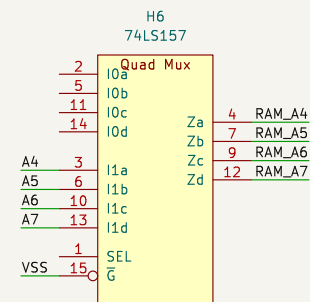 H6
74LS157
Quad Mux
2 I0a
5 I0b
11 I0c
14 I0d
Za 4 RAM_A4
Zb 7 RAM_A5
Zc 9 RAM_A6
Zd 12 RAM_A7
A4 3 I1a
A5 6 I1b
A6 10 I1c
A7 13 I1d
1 SEL
VSS 15 G̅